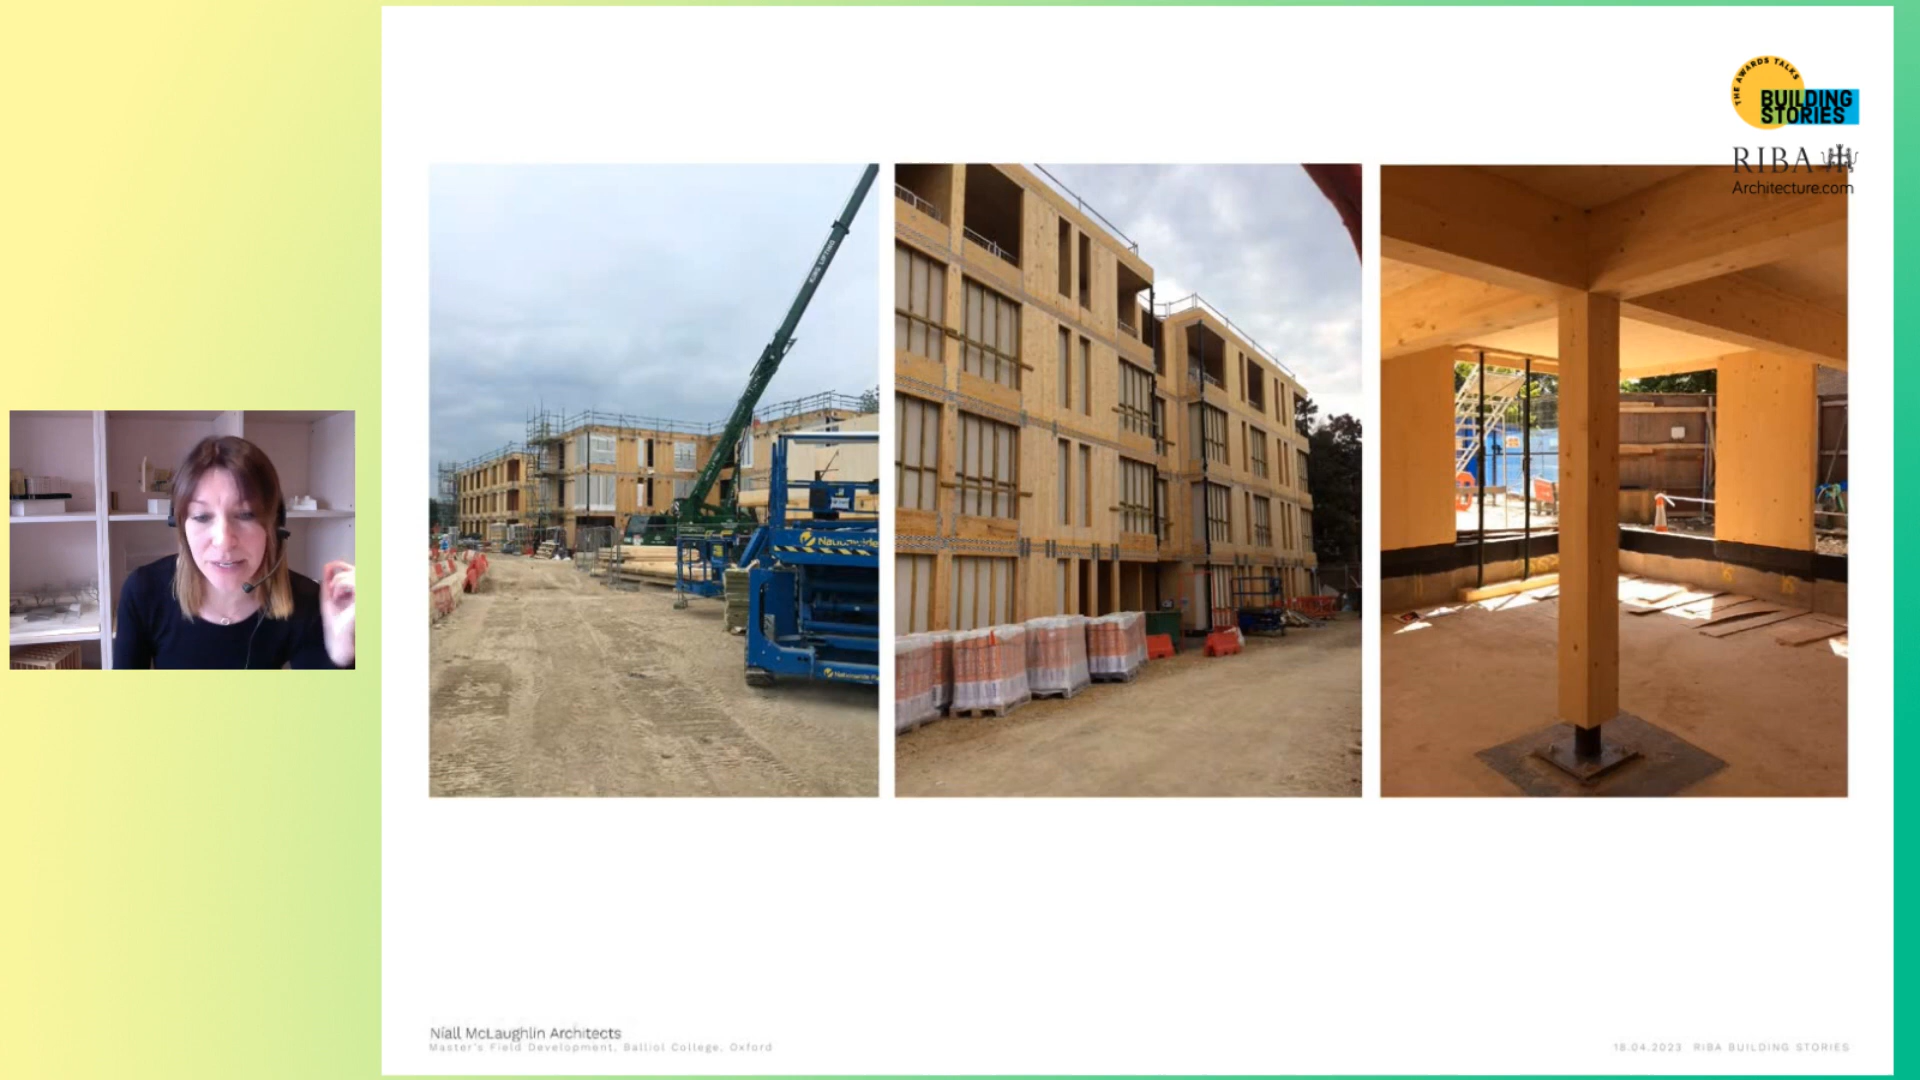 THE AWARDS TALKS
BUILDING
STORIES
RIBA
Architecture.com
Níall McLaughlin Architects
Master's Field Development, Balliol College, Oxford
18.04.2023 RIBA BUILDING STORIES